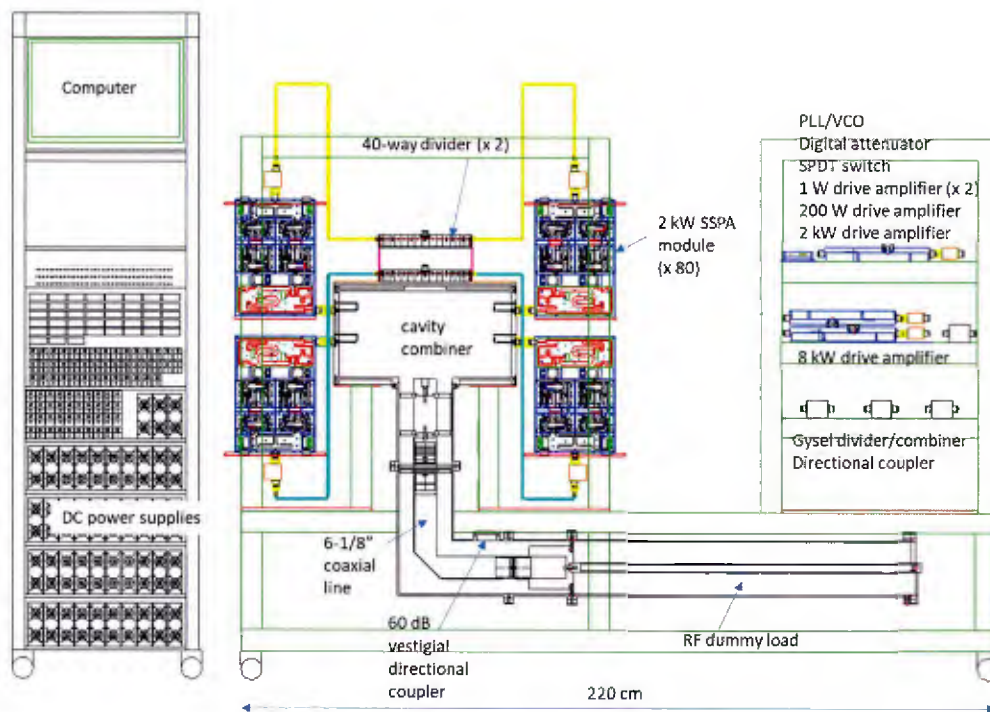 Computer
DC power supplies
40-way divider (x 2)
2 kW SSPA
module
(x 80)
cavity
combiner
6-1/8"
coaxial
line
60 dB
vestigial
directional
coupler
RF dummy load
220 cm
PLL/VCO
Digital attenuator
SPDT switch
1 W drive amplifier (x 2)
200 W drive amplifier
2 kW drive amplifier
8 kW drive amplifier
Gysel divider/combiner
Directional coupler